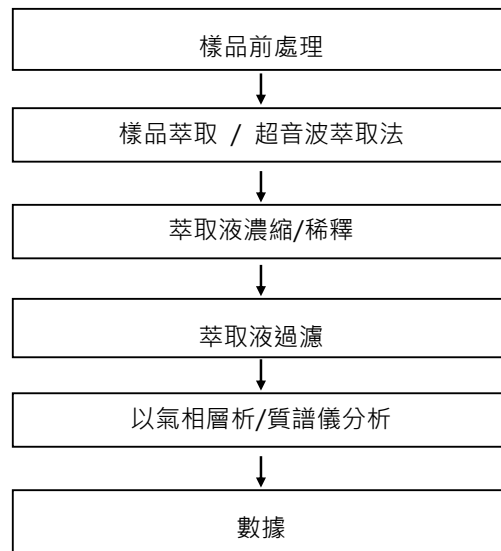 樣品前處理
樣品萃取 / 超音波萃取法
萃取液濃縮/稀釋
萃取液過濾
以氣相層析/質譜儀分析
數據